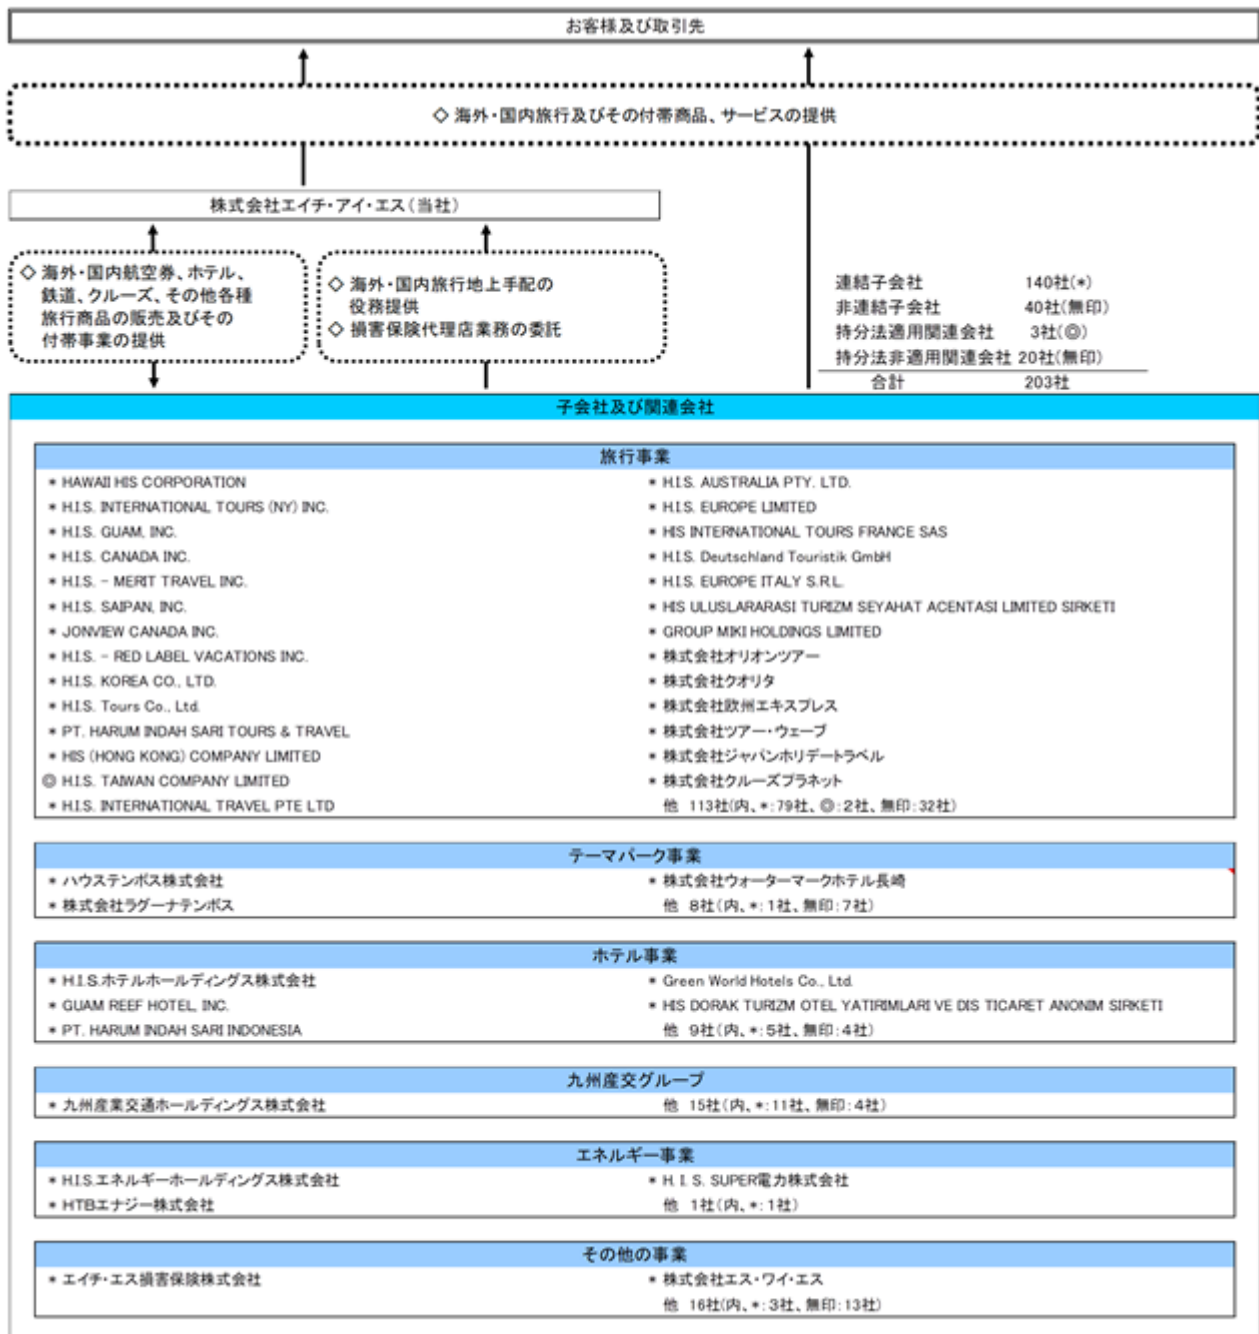 お客様及び取引先
◇ 海外・国内旅行及びその付帯商品、サービスの提供
株式会社エイチ・アイ・エス（当社）
◇ 海外・国内航空券、ホテル、
鉄道、クルーズ、その他各種
旅行商品の販売及びその
付帯事業の提供
◇ 海外・国内旅行地上手配の
役務提供
◇ 損害保険代理店業務の委託
連結子会社 140社(*)
非連結子会社 40社(無印)
持分法適用関連会社 3社(◎)
持分法非適用関連会社 20社(無印)
合計 203社
子会社及び関連会社
旅行事業
* HAWAII HIS CORPORATION
* H.I.S. INTERNATIONAL TOURS (NY) INC.
* H.I.S. GUAM, INC.
* H.I.S. CANADA INC.
* H.I.S. - MERIT TRAVEL INC.
* H.I.S. SAIPAN, INC.
* JONVIEW CANADA INC.
* H.I.S. - RED LABEL VACATIONS INC.
* H.I.S. KOREA CO., LTD.
* H.I.S. Tours Co., Ltd.
* PT. HARUM INDAH SARI TOURS & TRAVEL
* HIS (HONG KONG) COMPANY LIMITED
◎ H.I.S. TAIWAN COMPANY LIMITED
* H.I.S. INTERNATIONAL TRAVEL PTE LTD
* H.I.S. AUSTRALIA PTY. LTD.
* H.I.S. EUROPE LIMITED
* HIS INTERNATIONAL TOURS FRANCE SAS
* H.I.S. Deutschland Touristik GmbH
* H.I.S. EUROPE ITALY S.R.L.
* HIS ULUSLARARASI TURIZM SEYAHAT ACENTASI LIMITED SIRKETI
* GROUP MIKI HOLDINGS LIMITED
* 株式会社オリオンツアー
* 株式会社クオリタ
* 株式会社欧州エキスプレス
* 株式会社ツアー・ウェーブ
* 株式会社ジャパンホリデートラベル
* 株式会社クルーズプラネット
他 113社(内、*:79社、◎:2社、無印:32社)
テーマパーク事業
* ハウステンボス株式会社
* 株式会社ラグーナテンボス
* 株式会社ウォーターマークホテル長崎
他 8社(内、*:1社、無印:7社)
ホテル事業
* H.I.S.ホテルホールディングス株式会社
* GUAM REEF HOTEL, INC.
* PT. HARUM INDAH SARI INDONESIA
* Green World Hotels Co., Ltd.
* HIS DORAK TURIZM OTEL YATIRIMLARI VE DIS TICARET ANONIM SIRKETI
他 9社(内、*:5社、無印:4社)
九州産交グループ
* 九州産業交通ホールディングス株式会社
他 15社(内、*:11社、無印:4社)
エネルギー事業
* H.I.S.エネルギーホールディングス株式会社
* HTBエナジー株式会社
* H. I. S. SUPER電力株式会社
他 1社(内、*:1社)
その他の事業
* エイチ・エス損害保険株式会社
* 株式会社エス・ワイ・エス
他 16社(内、*:3社、無印:13社)